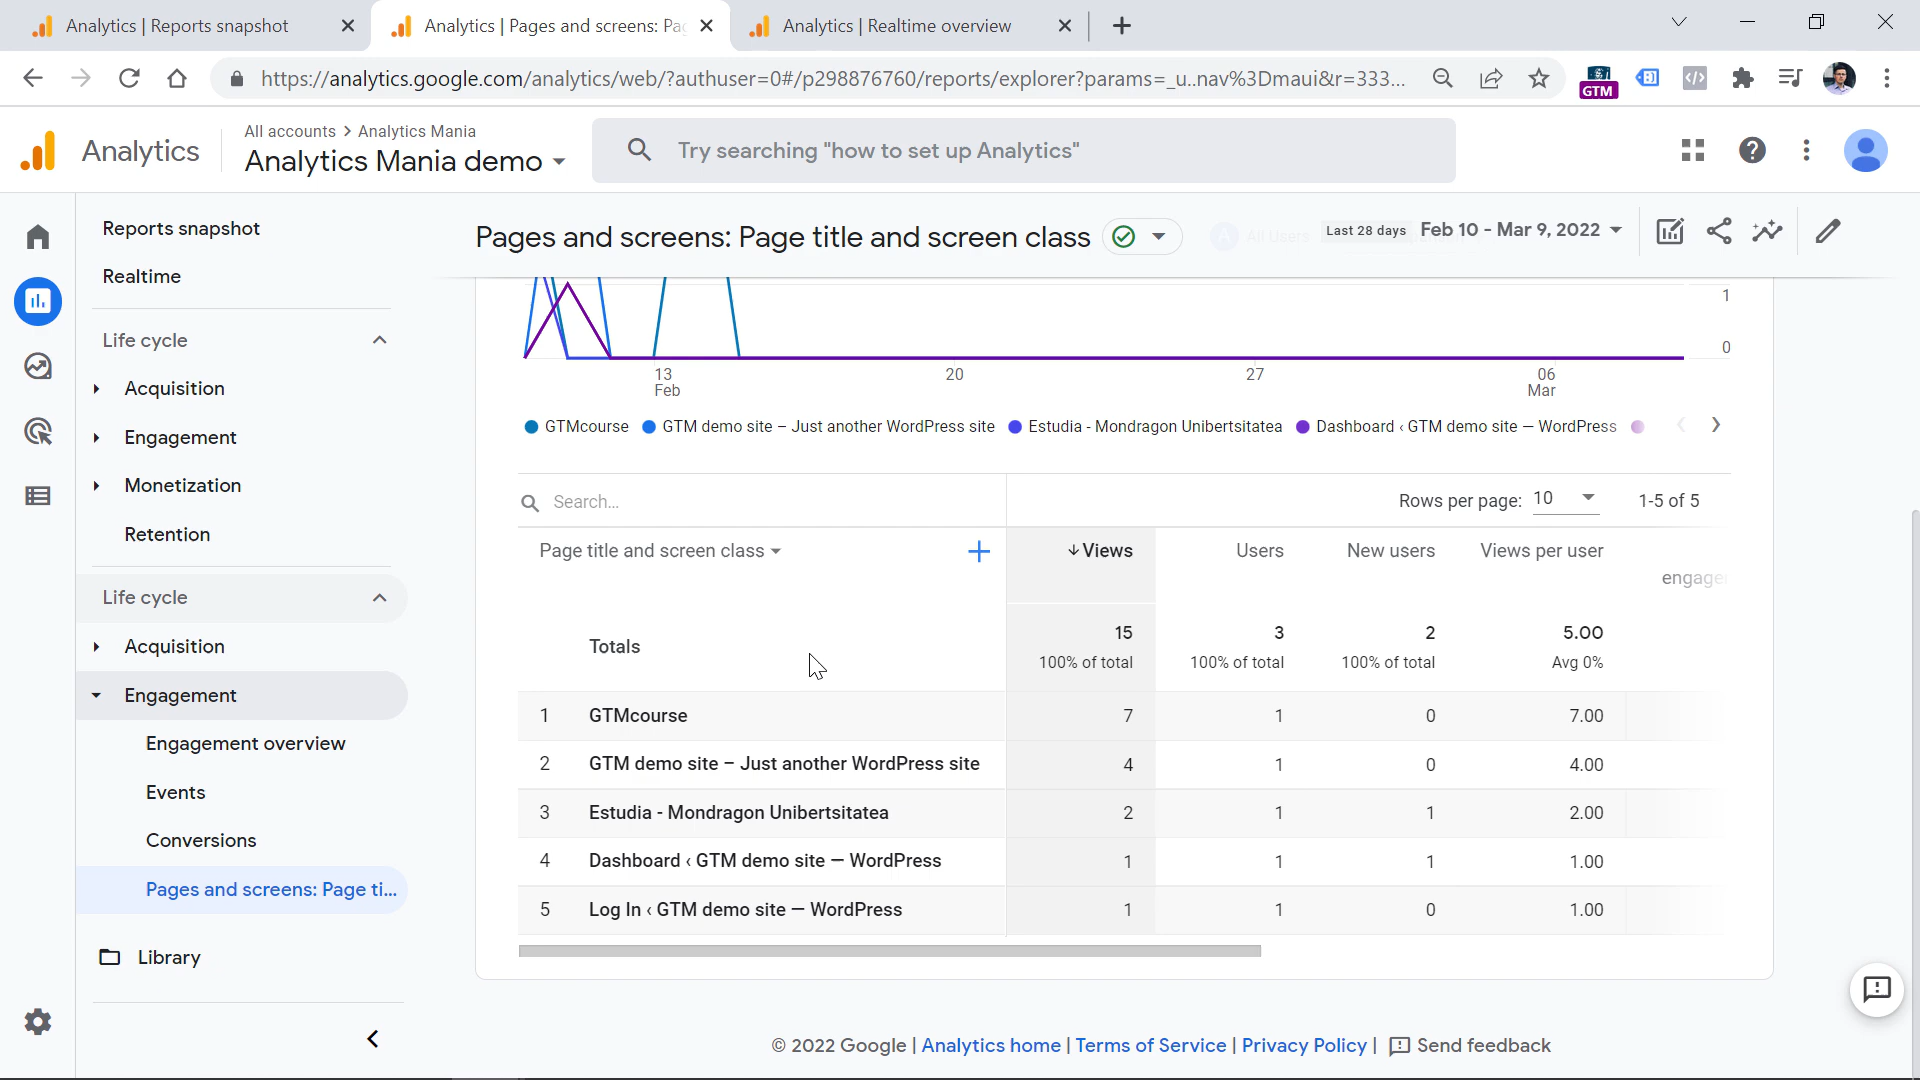 Analytics | Reports snapshot
Analytics | Pages and screens: Pag
Analytics | Realtime overview
https://analytics.google.com/analytics/web/?authuser=0#/p298876760/reports/explorer?params=_u..nav%3Dmaui&r=333...
GTM
Analytics
All accounts > Analytics Mania
Analytics Mania demo
Try searching "how to set up Analytics"
Reports snapshot
Realtime
Life cycle
Acquisition
Engagement
Monetization
Retention
Life cycle
Acquisition
Engagement
Engagement overview
Events
Conversions
Pages and screens: Page ti...
Library
Pages and screens: Page title and screen class
A All Users
Last 28 days Feb 10 - Mar 9, 2022
1
0
13 20 27 06
Feb Mar
GTMcourse GTM demo site – Just another WordPress site Estudia - Mondragon Unibertsitatea Dashboard ‹ GTM demo site — WordPress
Search...
Rows per page: 10 1-5 of 5
Page title and screen class + ↓ Views Users New users Views per user
engage
Totals 15 3 2 5.00
100% of total 100% of total 100% of total Avg 0%
1 GTMcourse 7 1 0 7.00
2 GTM demo site – Just another WordPress site 4 1 0 4.00
3 Estudia - Mondragon Unibertsitatea 2 1 1 2.00
4 Dashboard ‹ GTM demo site — WordPress 1 1 1 1.00
5 Log In ‹ GTM demo site — WordPress 1 1 0 1.00
© 2022 Google | Analytics home | Terms of Service | Privacy Policy | Send feedback